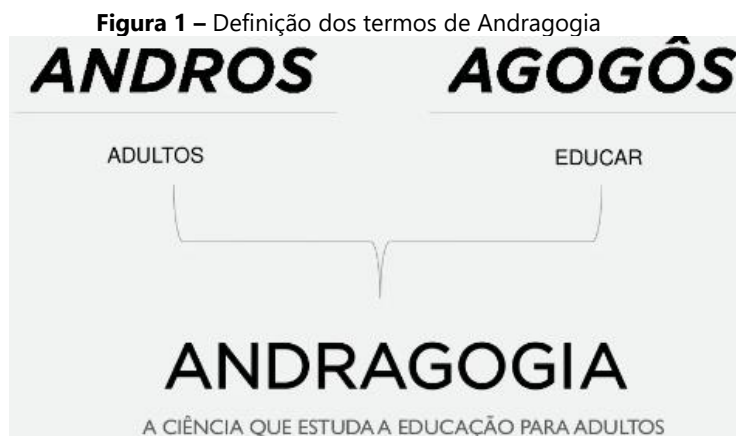 Figura 1 – Definição dos termos de Andragogia
ANDROS AGOGÔS
ADULTOS EDUCAR
ANDRAGOGIA
A CIÊNCIA QUE ESTUDA A EDUCAÇÃO PARA ADULTOS